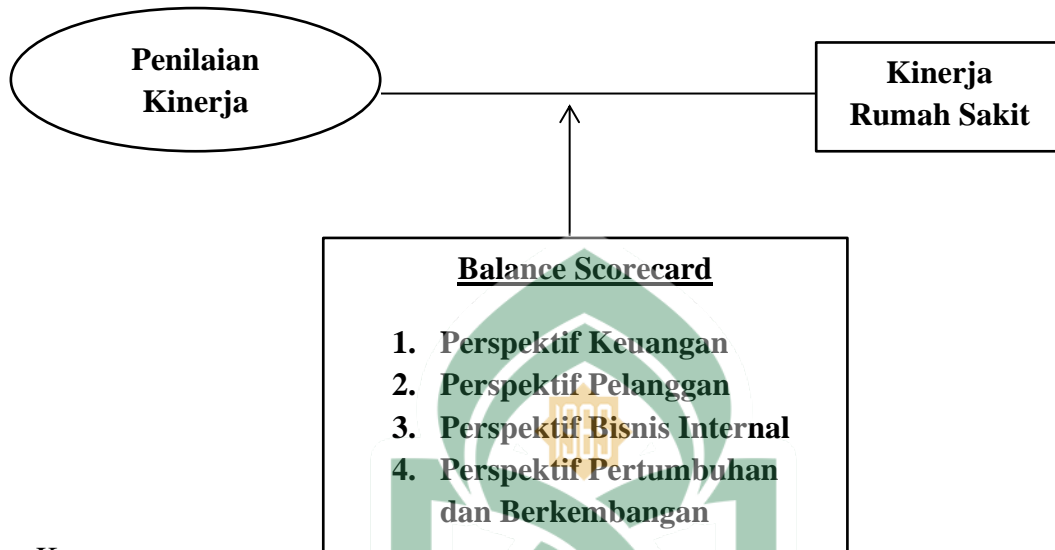 Penilaian
Kinerja
Kinerja
Rumah Sakit
Balance Scorecard
1. Perspektif Keuangan
2. Perspektif Pelanggan
3. Perspektif Bisnis Internal
4. Perspektif Pertumbuhan
dan Berkembangan